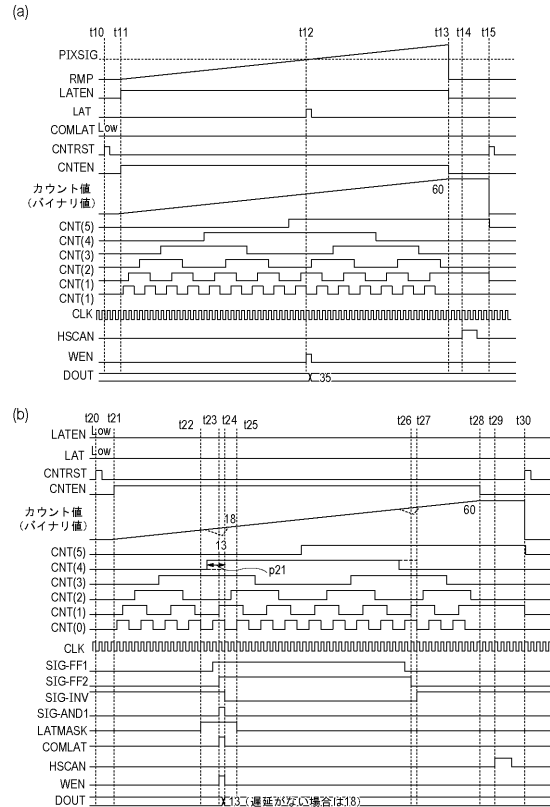 (a)
t10 t11 t12 t13 t14 t15
PIXSIG
RMP
LATEN
LAT
COMLAT Low
CNTRST
CNTEN
カウント値
(バイナリ値)
60
CNT(5)
CNT(4)
CNT(3)
CNT(2)
CNT(1)
CNT(1)
CLK
HSCAN
WEN
DOUT 35
(b)
t20 t21 t22 t23 t24 t25 t26 t27 t28 t29 t30
LATEN Low
LAT Low
CNTRST
CNTEN
カウント値
(バイナリ値)
18
60
13
CNT(5)
CNT(4) p21
CNT(3)
CNT(2)
CNT(1)
CNT(0)
CLK
SIG-FF1
SIG-FF2
SIG-INV
SIG-AND1
LATMASK
COMLAT
HSCAN
WEN
DOUT 13(遅延がない場合は18)